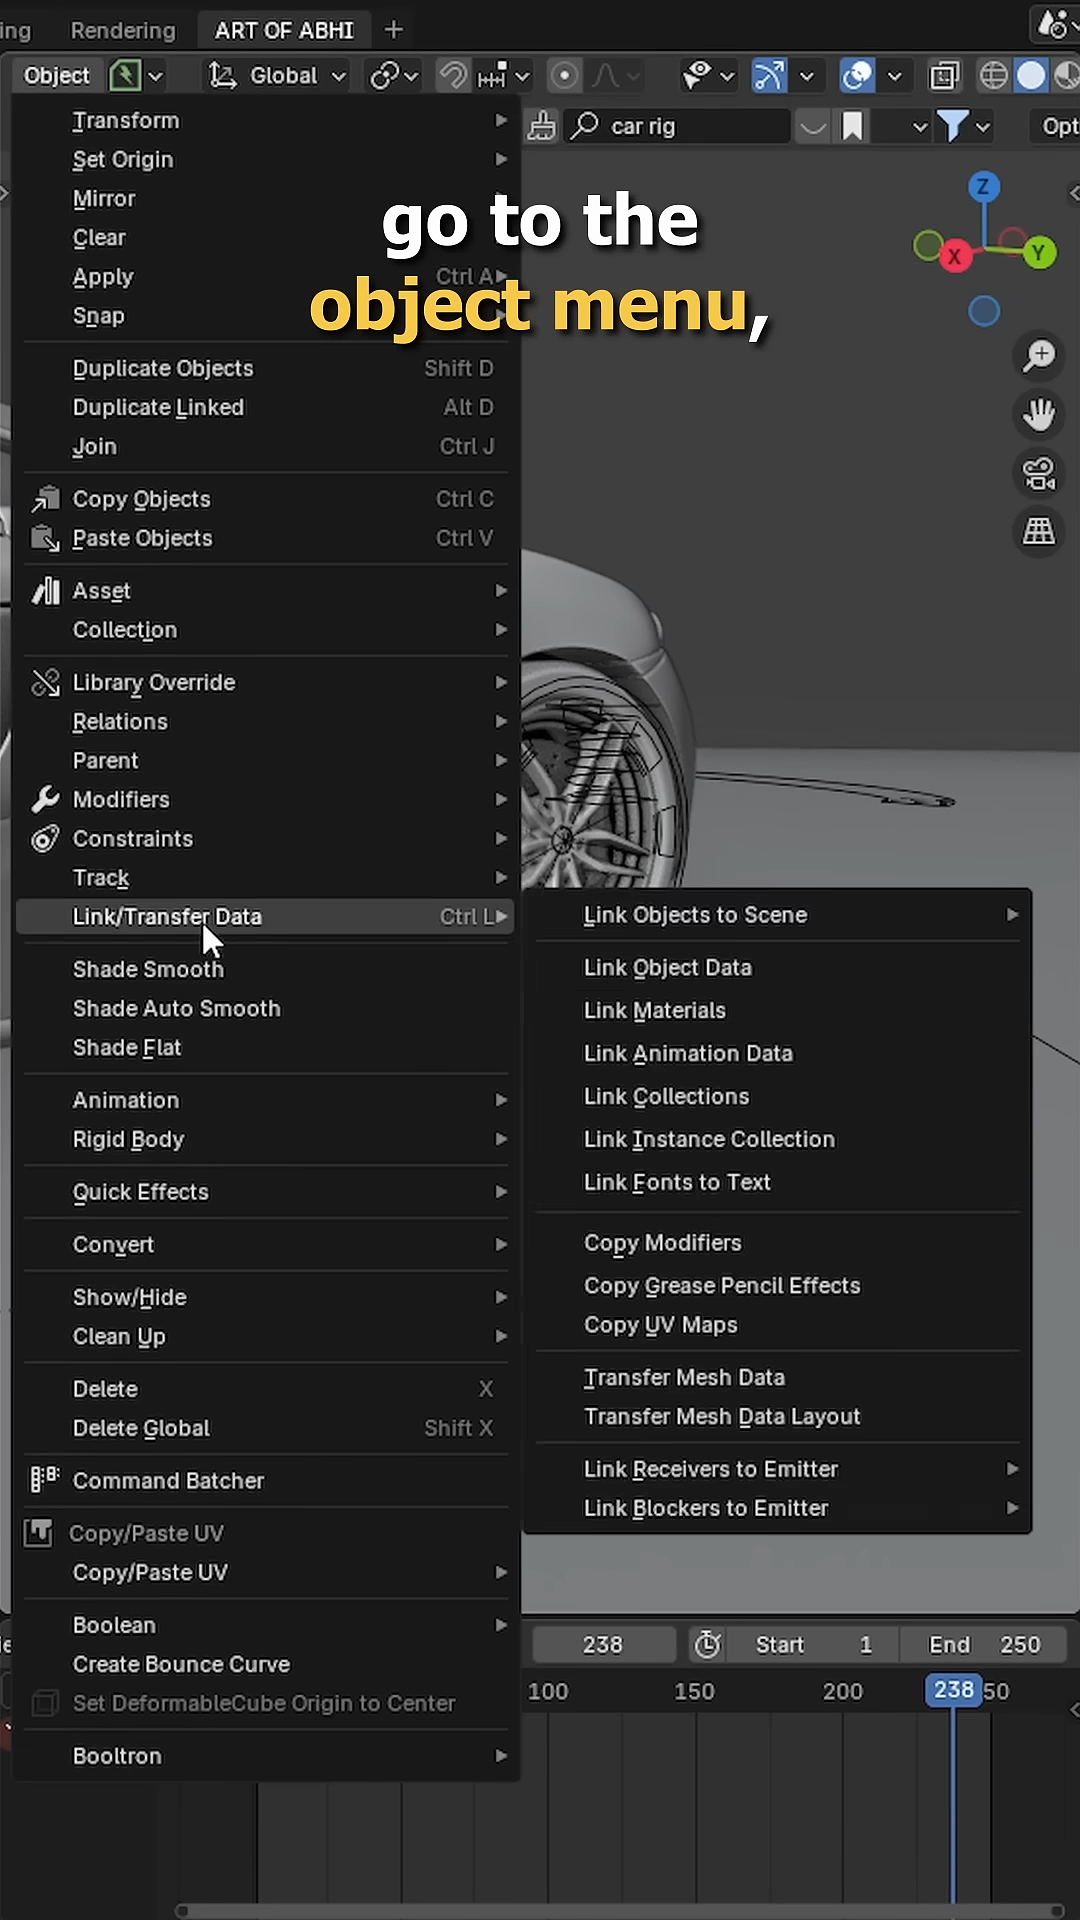 ing Rendering ART OF ABHI +
Object Global
car rig Opt
go to the
object menu,
Z
X Y
Transform
Set Origin
Mirror
Clear
Apply Ctrl A
Snap
Duplicate Objects Shift D
Duplicate Linked Alt D
Join Ctrl J
Copy Objects Ctrl C
Paste Objects Ctrl V
Asset
Collection
Library Override
Relations
Parent
Modifiers
Constraints
Track
Link/Transfer Data Ctrl L
Shade Smooth
Shade Auto Smooth
Shade Flat
Animation
Rigid Body
Quick Effects
Convert
Show/Hide
Clean Up
Delete X
Delete Global Shift X
Command Batcher
Copy/Paste UV
Copy/Paste UV
Boolean
Create Bounce Curve
Set DeformableCube Origin to Center
Booltron
Link Objects to Scene
Link Object Data
Link Materials
Link Animation Data
Link Collections
Link Instance Collection
Link Fonts to Text
Copy Modifiers
Copy Grease Pencil Effects
Copy UV Maps
Transfer Mesh Data
Transfer Mesh Data Layout
Link Receivers to Emitter
Link Blockers to Emitter
238 Start 1 End 250
100 150 200 238 50